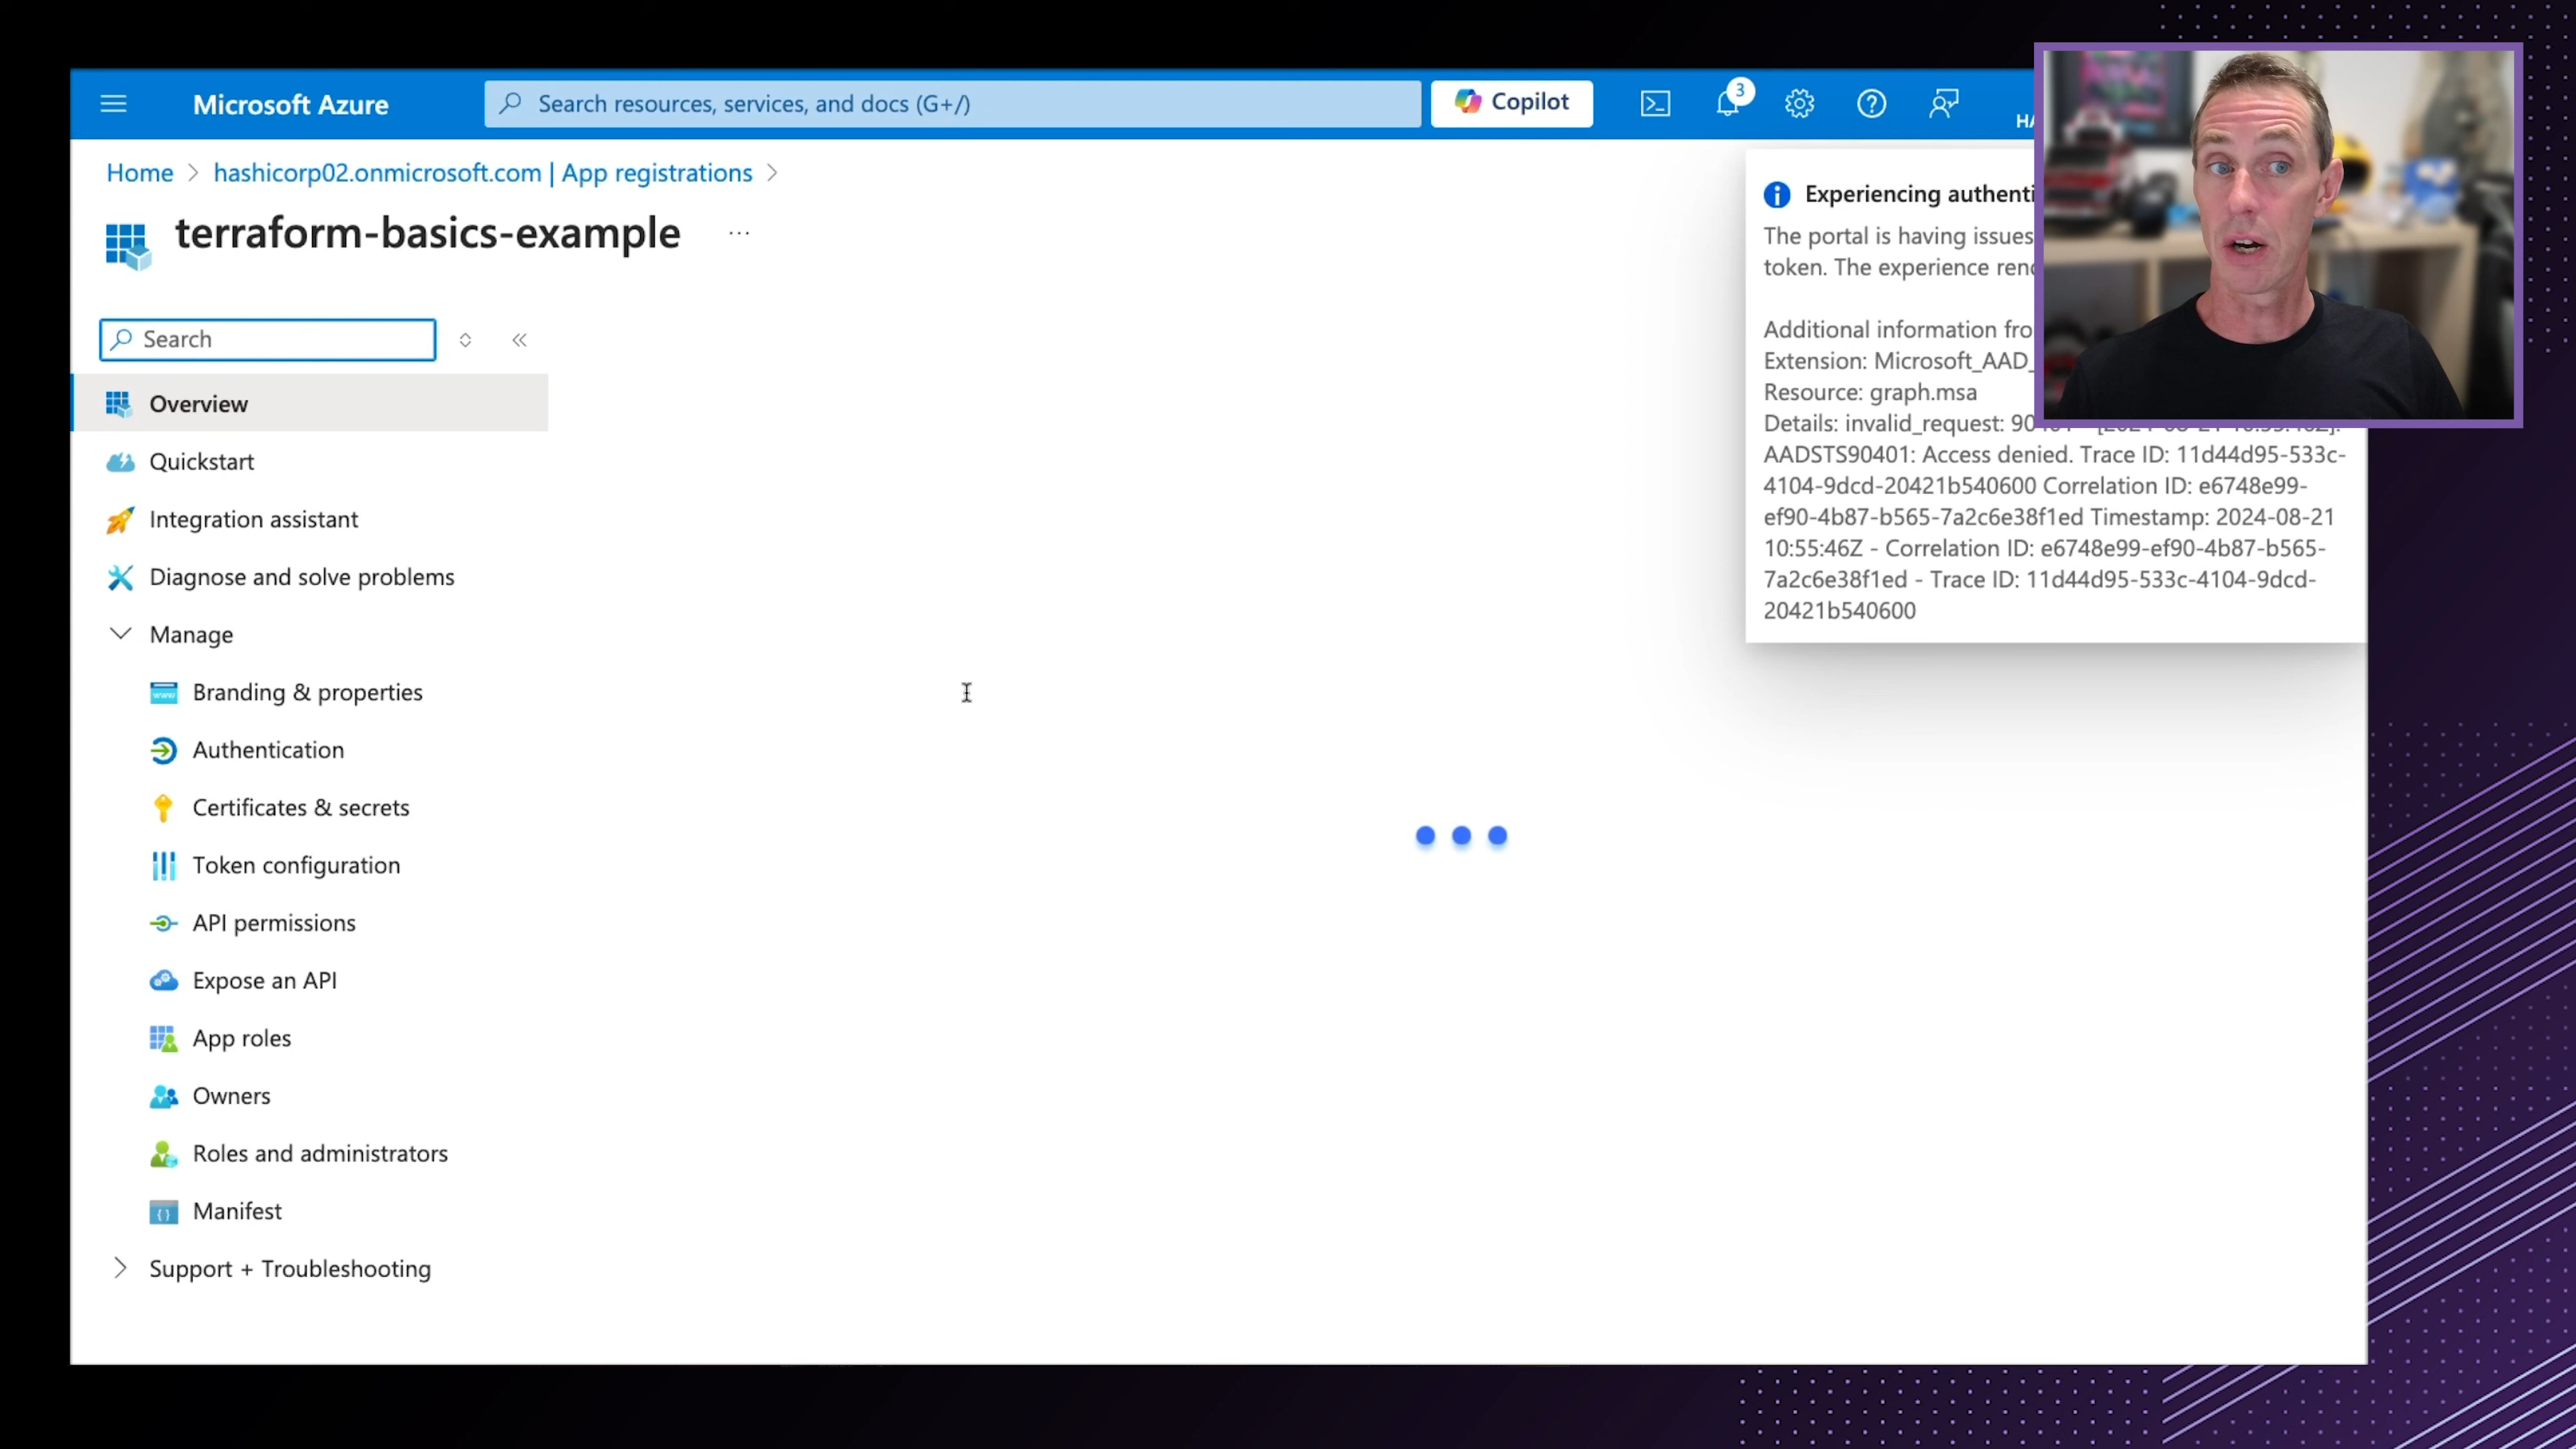 Microsoft Azure
Search resources, services, and docs (G+/)
Copilot
3
Home > hashicorp02.onmicrosoft.com | App registrations >
terraform-basics-example
...
Search
Overview
Quickstart
Integration assistant
Diagnose and solve problems
Manage
Branding & properties
Authentication
Certificates & secrets
Token configuration
API permissions
Expose an API
App roles
Owners
Roles and administrators
Manifest
Support + Troubleshooting
Experiencing
The portal is having issues
token. The experience
Additional information
Extension: Microsoft_AAD_
Resource: graph.msa
Details: invalid_request:
AADSTS90401: Access denied. Trace ID: 11d44d95-533c-
4104-9dcd-20421b540600 Correlation ID: e6748e99-
ef90-4b87-b565-7a2c6e38f1ed Timestamp: 2024-08-21
10:55:46Z - Correlation ID: e6748e99-ef90-4b87-b565-
7a2c6e38f1ed - Trace ID: 11d44d95-533c-4104-9dcd-
20421b540600